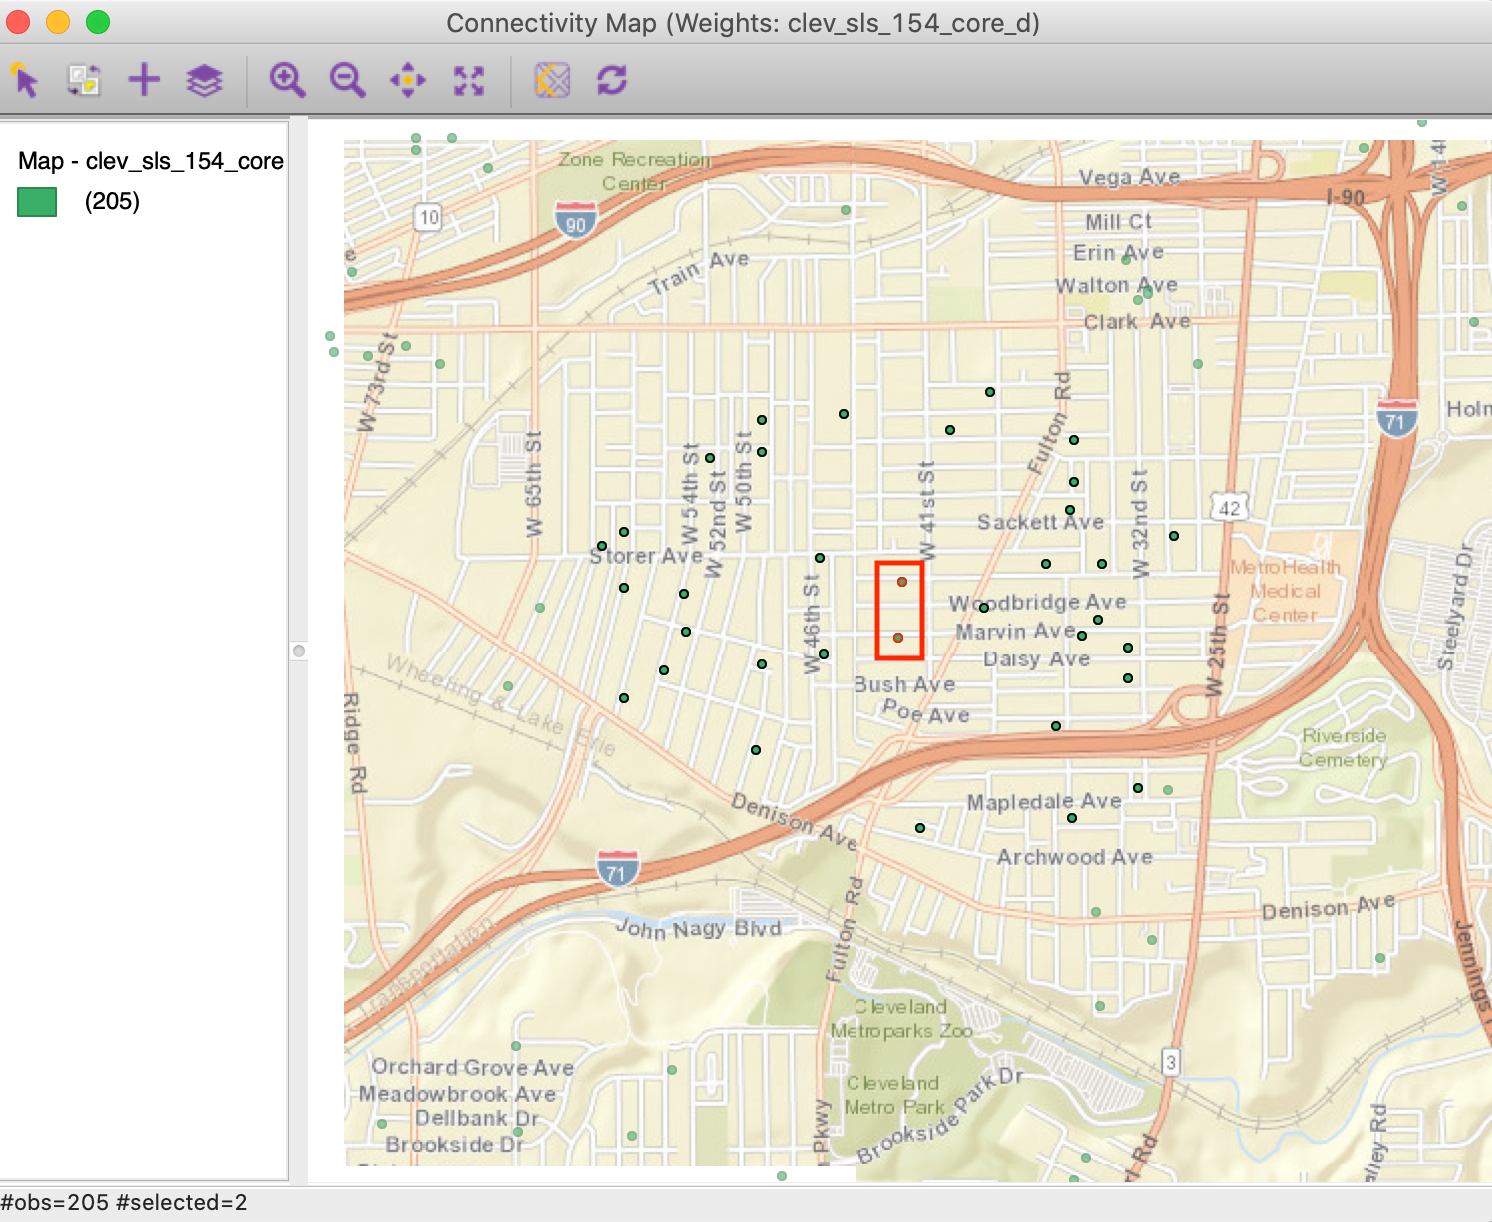 Connectivity Map (Weights: clev_sls_154_core_d)
Map - clev_sls_154_core
(205)
Zone Recreation
Center
Vega Ave
I-90
W 14t
10
90
Mill Ct
Erin Ave
Train Ave
Walton Ave
Clark Ave
W 73rd St
Fulton Rd
71
Holm
W 65th St
W 54th St
W 52nd St
W 50th St
W 41st St
W 32nd St
42
Sackett Ave
Storer Ave
MetroHealth
Medical
Center
Steelyard Dr
W 46th St
Woodbridge Ave
Marvin Ave
Daisy Ave
W 25th St
Wheeling & Lake Erie
Bush Ave
Poe Ave
Ridge Rd
Riverside
Cemetery
Mapledale Ave
Denison Ave
Archwood Ave
71
Fulton Rd
Denison Ave
John Nagy Blvd
Transportation
Jennings
Cleveland
Metroparks Zoo
3
Orchard Grove Ave
Meadowbrook Ave
Dellbank Dr
Brookside Dr
Cleveland
Metro Park
Brookside Park Dr
Pkwy
rl Rd
alley Rd
#obs=205 #selected=2